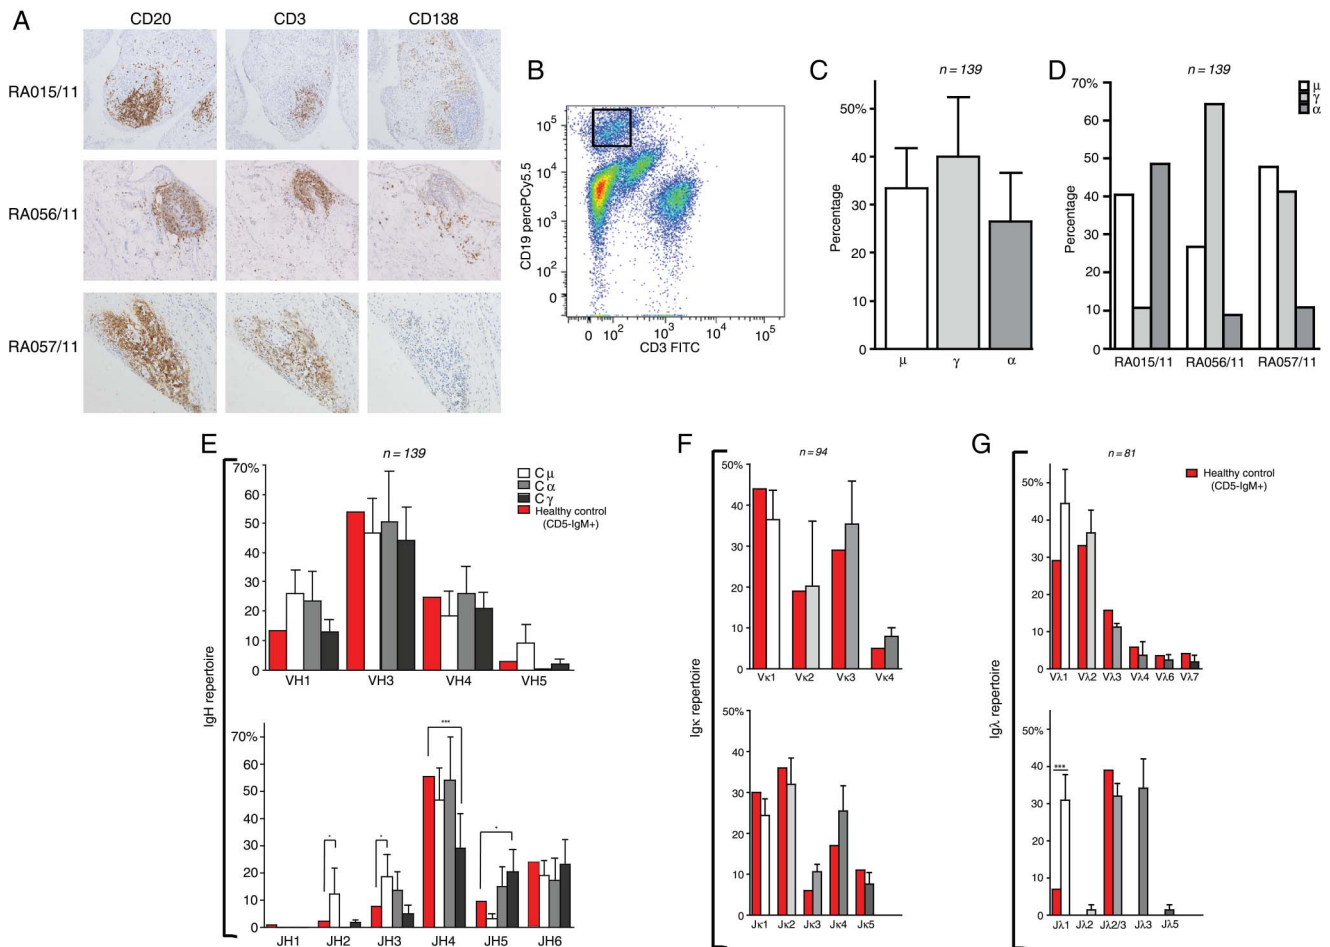 A
CD20 CD3 CD138
RA015/11
RA056/11
RA057/11
B
CD19 percPCy5.5
10^5
10^4
10^3
10^2
0
0 10^2 10^3 10^4 10^5
CD3 FITC
C
n = 139
Percentage
50%
40
30
20
10
0
μ γ α
D
n = 139
μ
γ
α
Percentage
70%
60
50
40
30
20
10
0
RA015/11 RA056/11 RA057/11
E
n = 139
IgH repertoire
C μ
C α
C γ
Healthy control
(CD5-IgM+)
70%
60
50
40
30
20
10
0
VH1 VH3 VH4 VH5
70%
60
50
40
30
20
10
0
* * *** *
JH1 JH2 JH3 JH4 JH5 JH6
F
n = 94
Igκ repertoire
50%
40
30
20
10
0
Vκ1 Vκ2 Vκ3 Vκ4
50%
40
30
20
10
0
Jκ1 Jκ2 Jκ3 Jκ4 Jκ5
G
n = 81
Igλ repertoire
Healthy control
(CD5-IgM+)
50%
40
30
20
10
0
Vλ1 Vλ2 Vλ3 Vλ4 Vλ6 Vλ7
50%
40
30
20
10
0
***
Jλ1 Jλ2 Jλ2/3 Jλ3 Jλ5